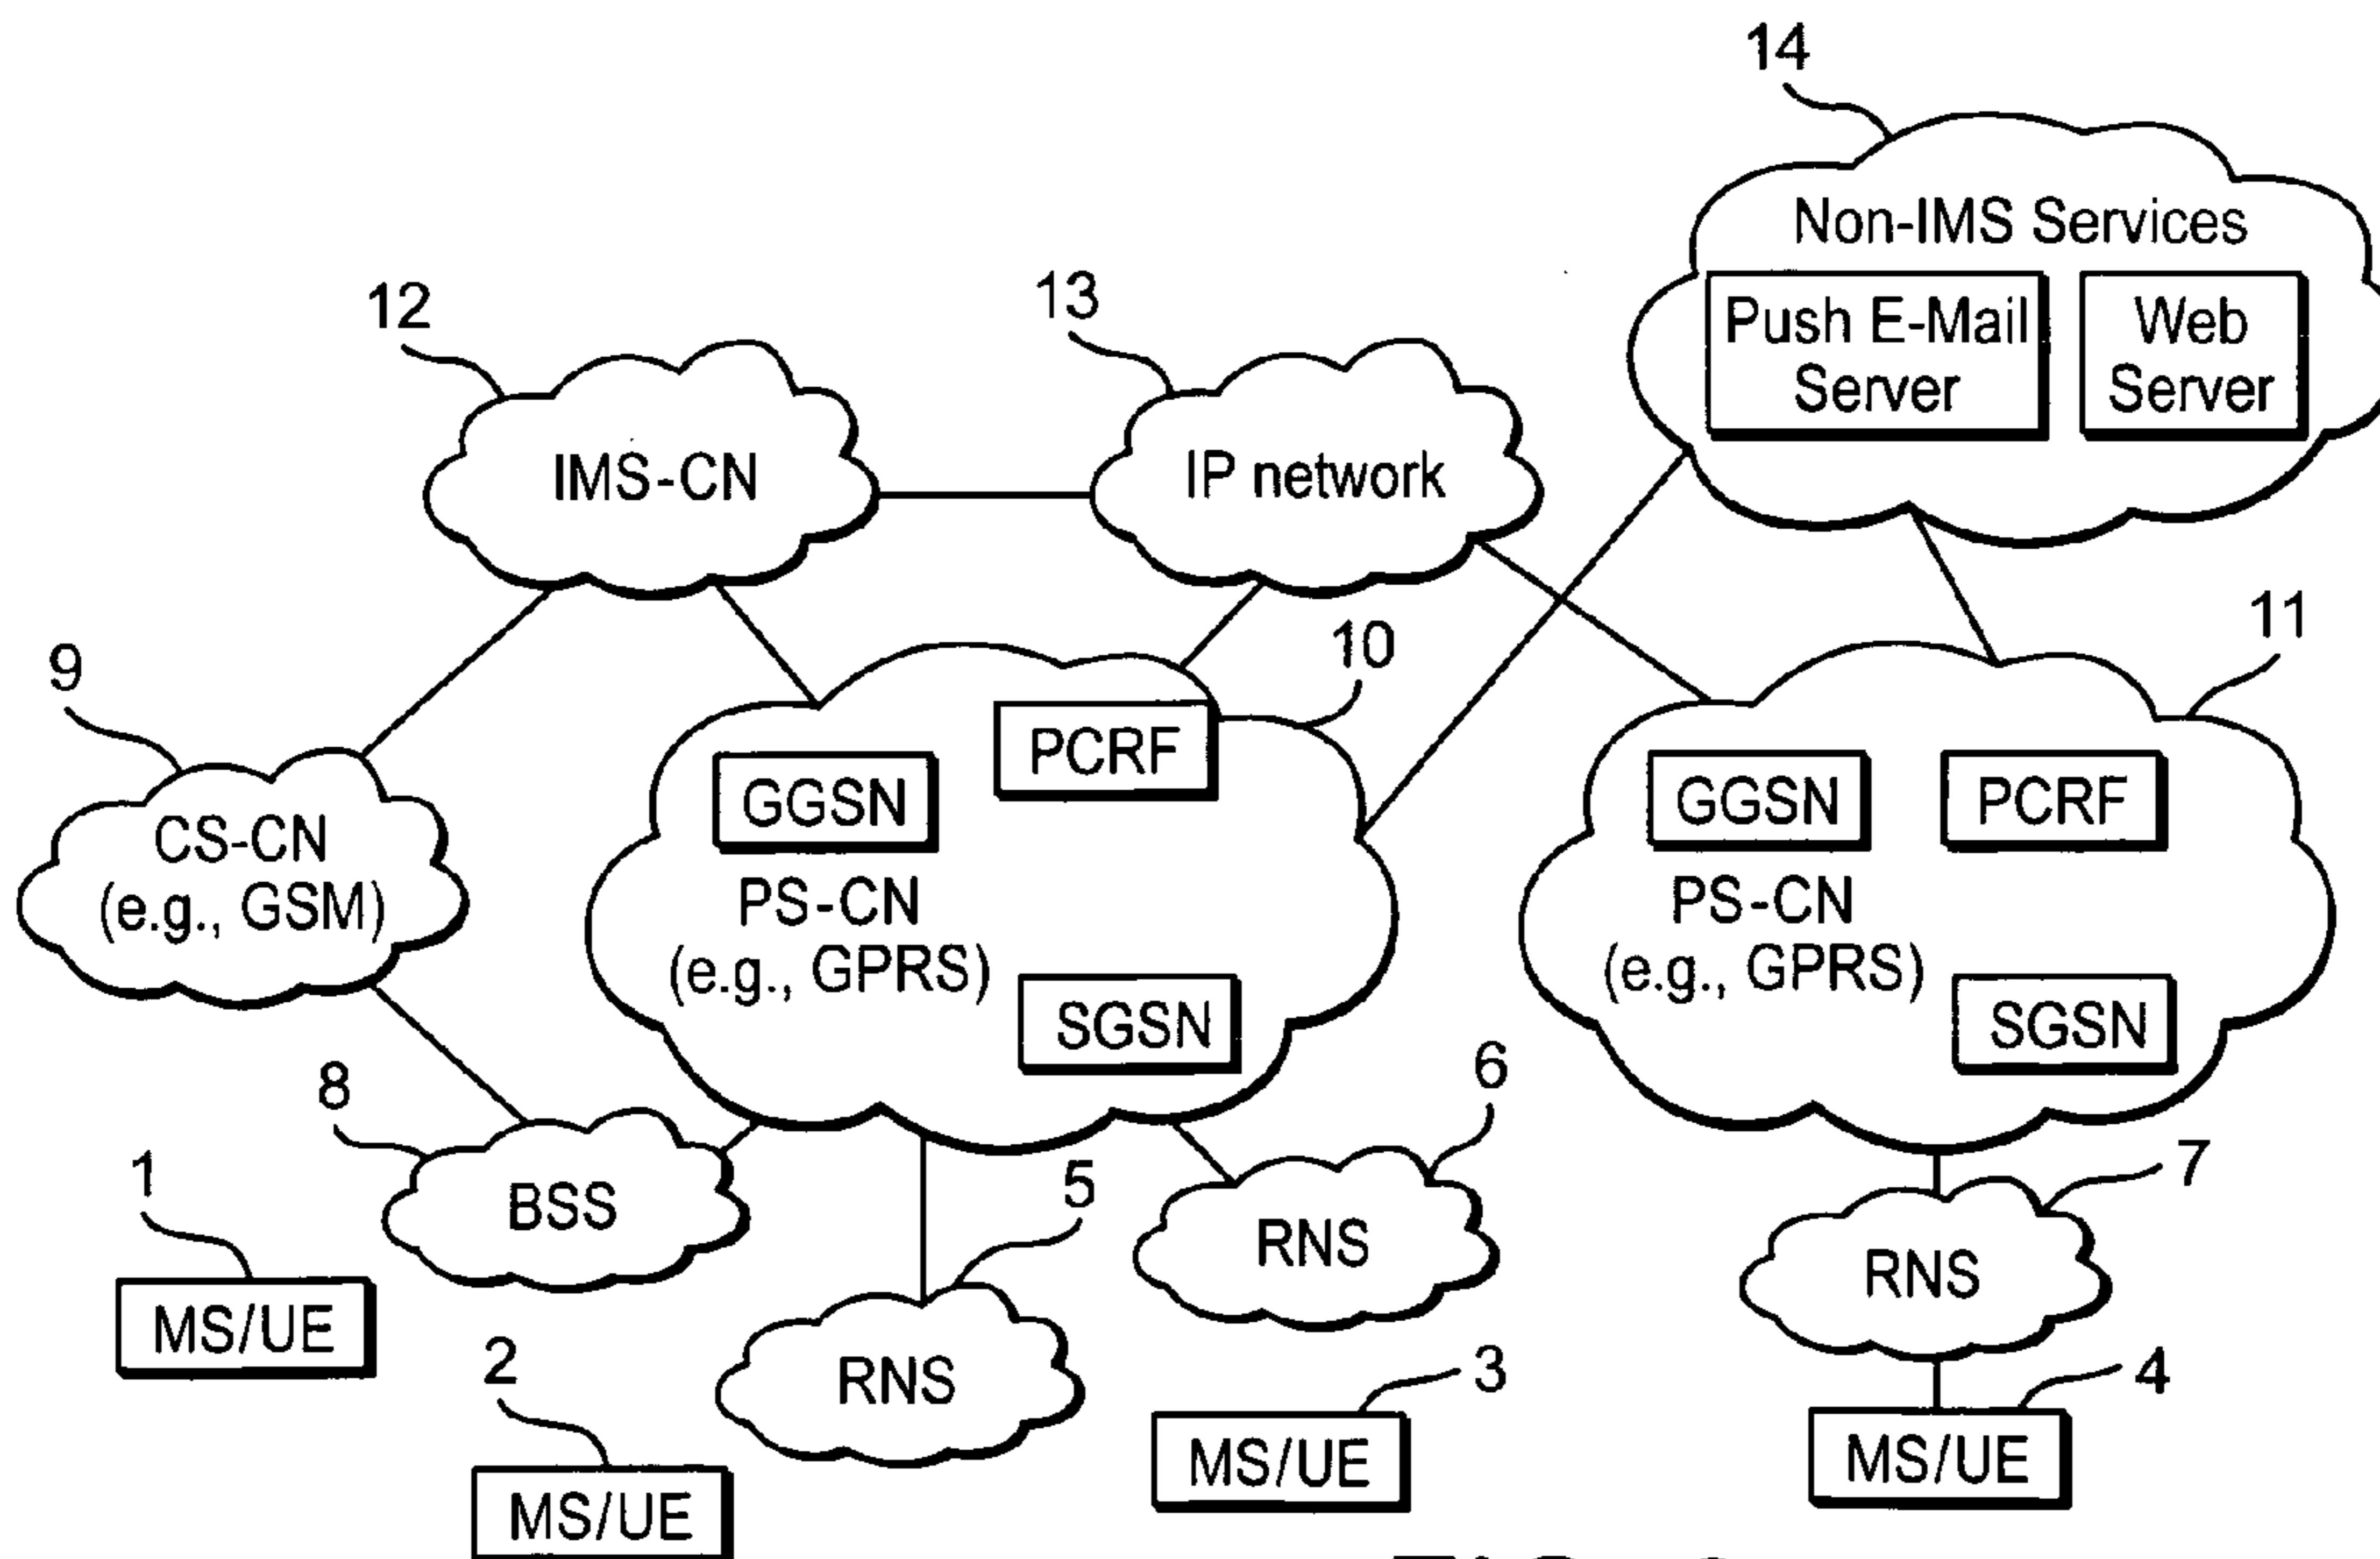 14
Non-IMS Services
Push E-Mail
Server
Web
Server
12
13
IMS-CN
IP network
9
10
11
CS-CN
(e.g., GSM)
PCRF
GGSN
PS-CN
(e.g., GPRS)
SGSN
GGSN
PCRF
PS-CN
(e.g., GPRS)
SGSN
8
6
1
BSS
5
RNS
7
RNS
MS/UE
2
RNS
3
4
MS/UE
MS/UE
MS/UE